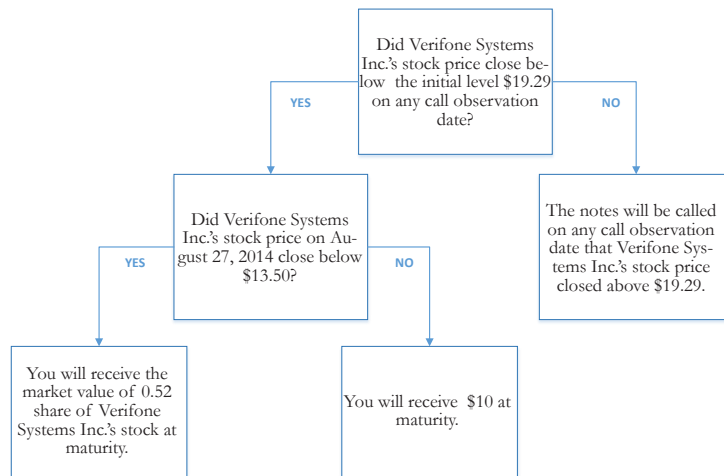 Did Verifone Systems
Inc.'s stock price close be-
low the initial level $19.29
on any call observation
date?
YES
NO
Did Verifone Systems
Inc.'s stock price on Au-
gust 27, 2014 close below
$13.50?
The notes will be called
on any call observation
date that Verifone Sys-
tems Inc.'s stock price
closed above $19.29.
YES
NO
You will receive the
market value of 0.52
share of Verifone
Systems Inc.'s stock at
maturity.
You will receive $10 at
maturity.